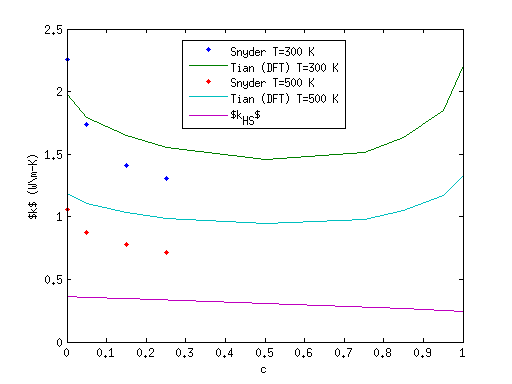 2.5
Snyder T=300 K
Tian (DFT) T=300 K
Snyder T=500 K
Tian (DFT) T=500 K
$k_HS$
2
1.5
$k$ (W\m-K)
1
0.5
0
0 0.1 0.2 0.3 0.4 0.5 0.6 0.7 0.8 0.9 1
c